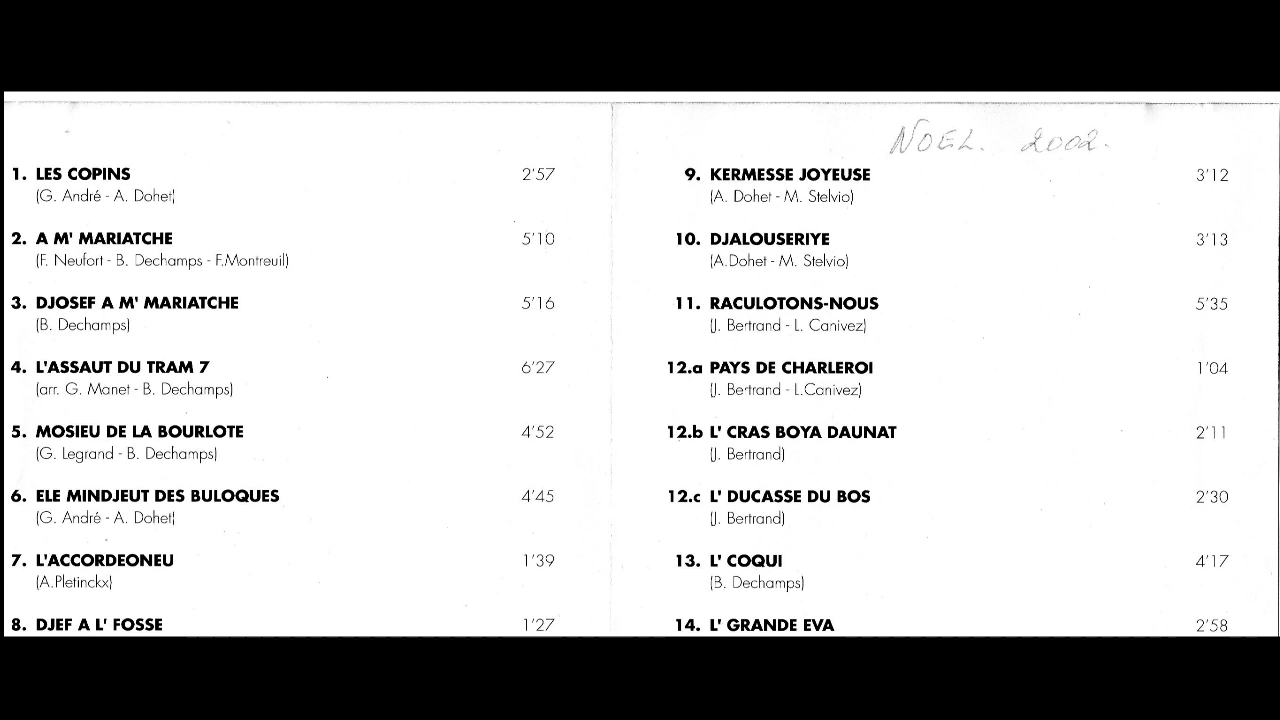 1. LES COPINS 2'57
(G. André - A. Dohet)
2. A M' MARIATCHE 5'10
(F. Neufort - B. Dechamps - F.Montreuil)
3. DJOSEF A M' MARIATCHE 5'16
(B. Dechamps)
4. L'ASSAUT DU TRAM 7 6'27
(arr. G. Manet - B. Dechamps)
5. MOSIEU DE LA BOURLOTE 4'52
(G. Legrand - B. Dechamps)
6. ELE MINDJEUT DES BULOQUES 4'45
(G. André - A. Dohet)
7. L'ACCORDEONEU 1'39
(A.Pletinckx)
8. DJEF A L' FOSSE 1'27
NOEL. 2002.
9. KERMESSE JOYEUSE 3'12
(A. Dohet - M. Stelvio)
10. DJALOUSERIYE 3'13
(A.Dohet - M. Stelvio)
11. RACULOTONS-NOUS 5'35
(J. Bertrand - L. Canivez)
12.a PAYS DE CHARLEROI 1'04
(J. Bertrand - L.Canivez)
12.b L' CRAS BOYA DAUNAT 2'11
(J. Bertrand)
12.c L' DUCASSE DU BOS 2'30
(J. Bertrand)
13. L' COQUI 4'17
(B. Dechamps)
14. L' GRANDE EVA 2'58